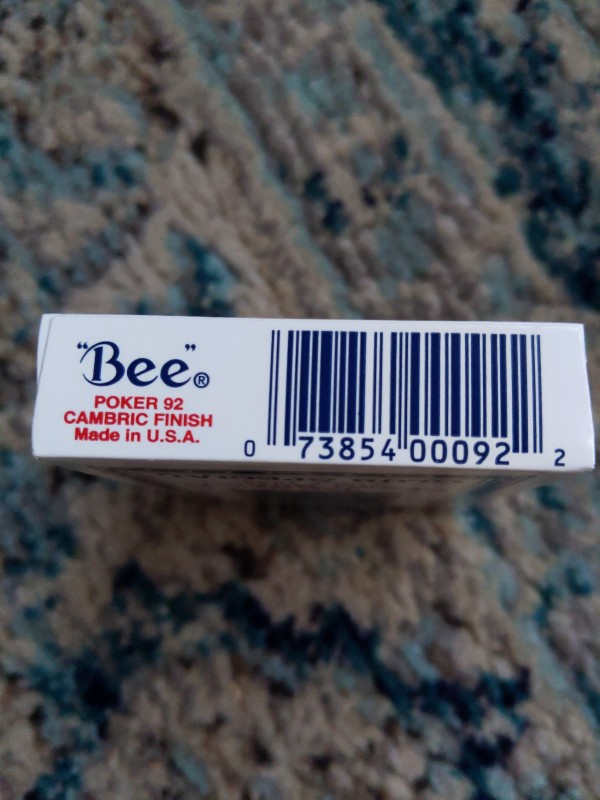 "Bee"®
POKER 92
CAMBRIC FINISH
Made in U.S.A.
0 73854 00092 2